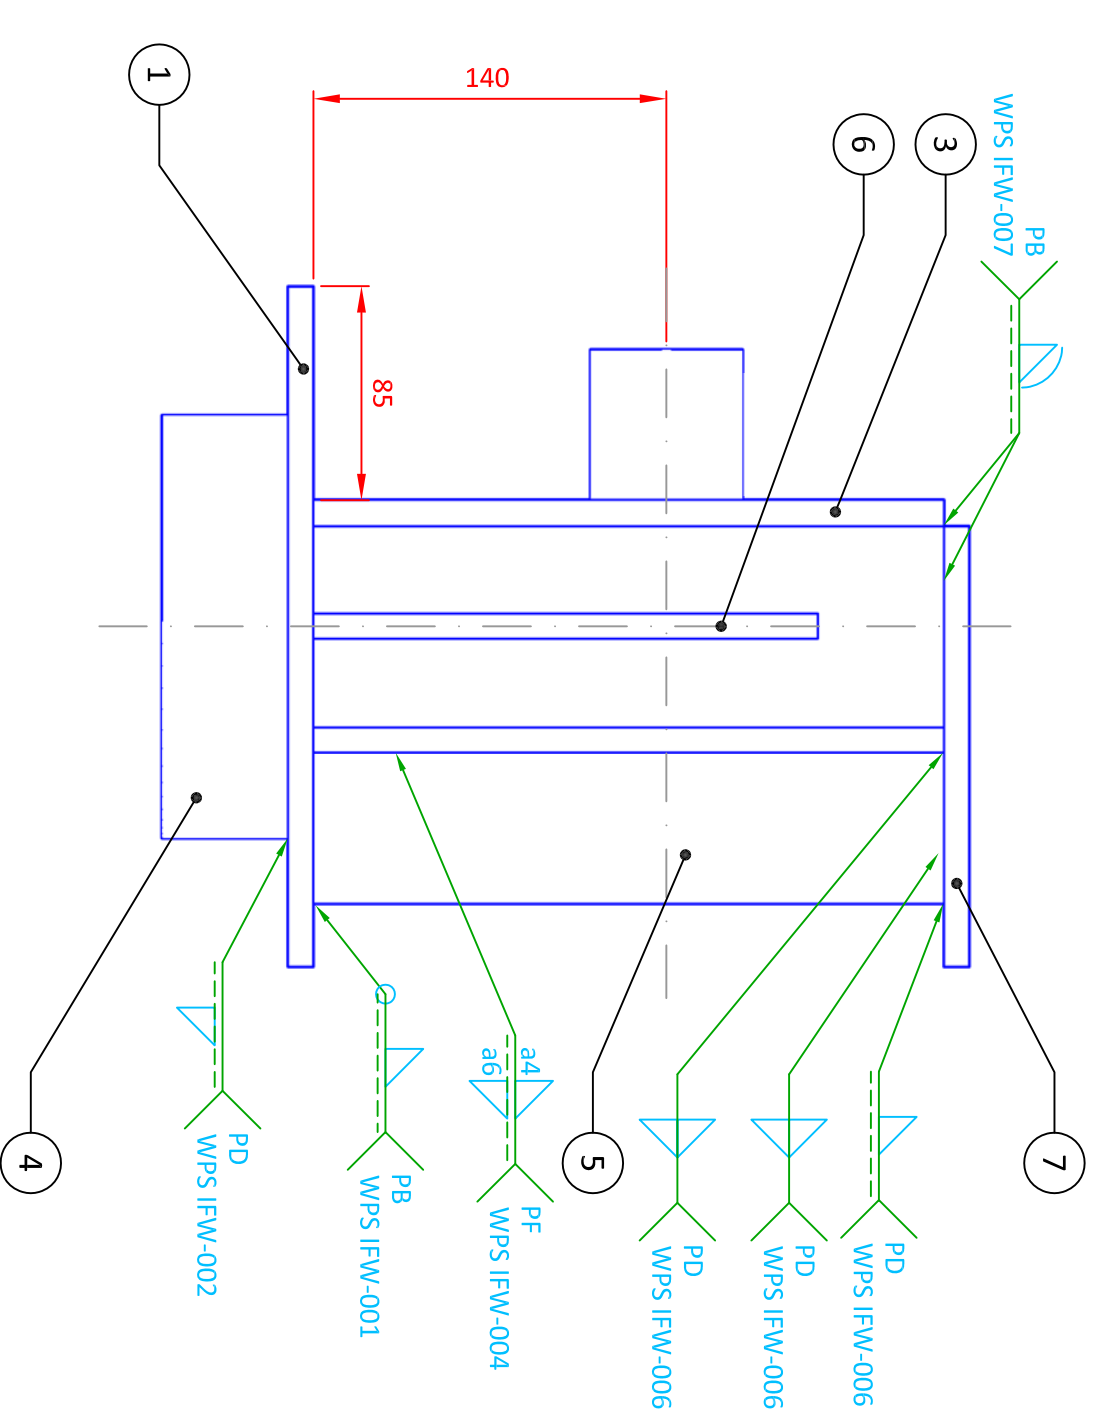 1
140
6
3
PB
WPS IFW-007
85
a4
a6
4
PD
WPS IFW-002
PB
WPS IFW-001
PF
WPS IFW-004
5
PD
WPS IFW-006
PD
WPS IFW-006
PD
WPS IFW-006
7